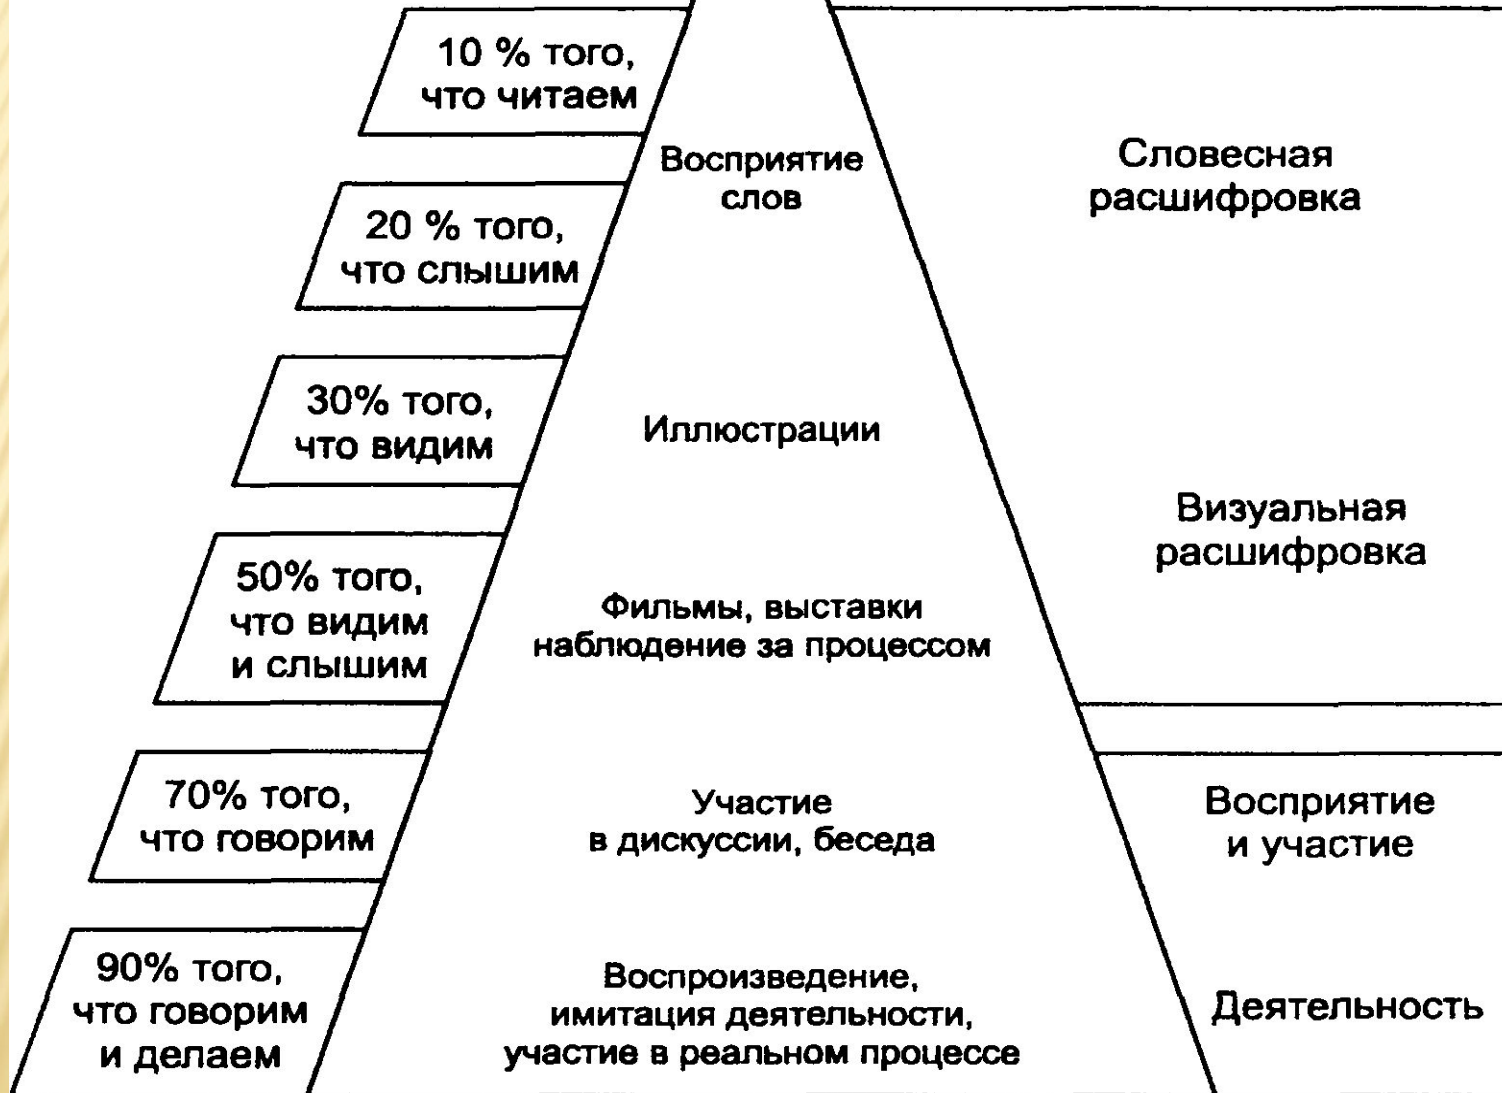 10 % того,
что читаем
Восприятие
слов
Словесная
расшифровка
20 % того,
что слышим
30% того,
что видим
Иллюстрации
Визуальная
расшифровка
50% того,
что видим
и слышим
Фильмы, выставки
наблюдение за процессом
70% того,
что говорим
Участие
в дискуссии, беседа
Восприятие
и участие
90% того,
что говорим
и делаем
Воспроизведение,
имитация деятельности,
участие в реальном процессе
Деятельность